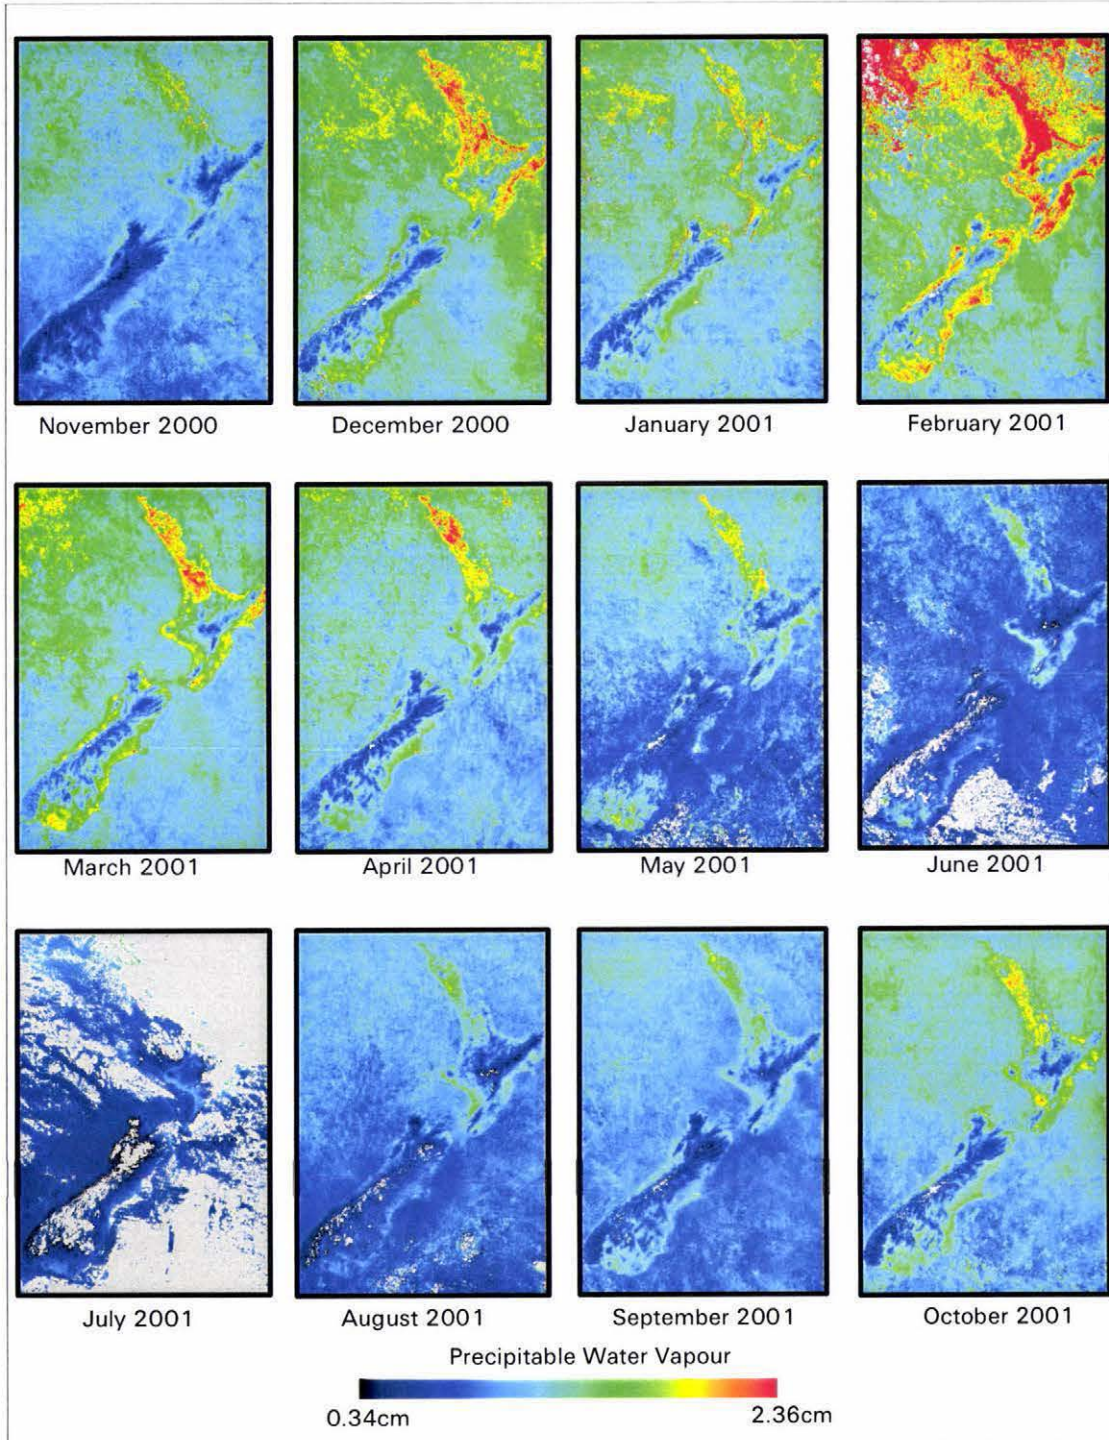 November 2000
December 2000
January 2001
February 2001
March 2001
April 2001
May 2001
June 2001
July 2001
August 2001
September 2001
October 2001
Precipitable Water Vapour
0.34cm
2.36cm